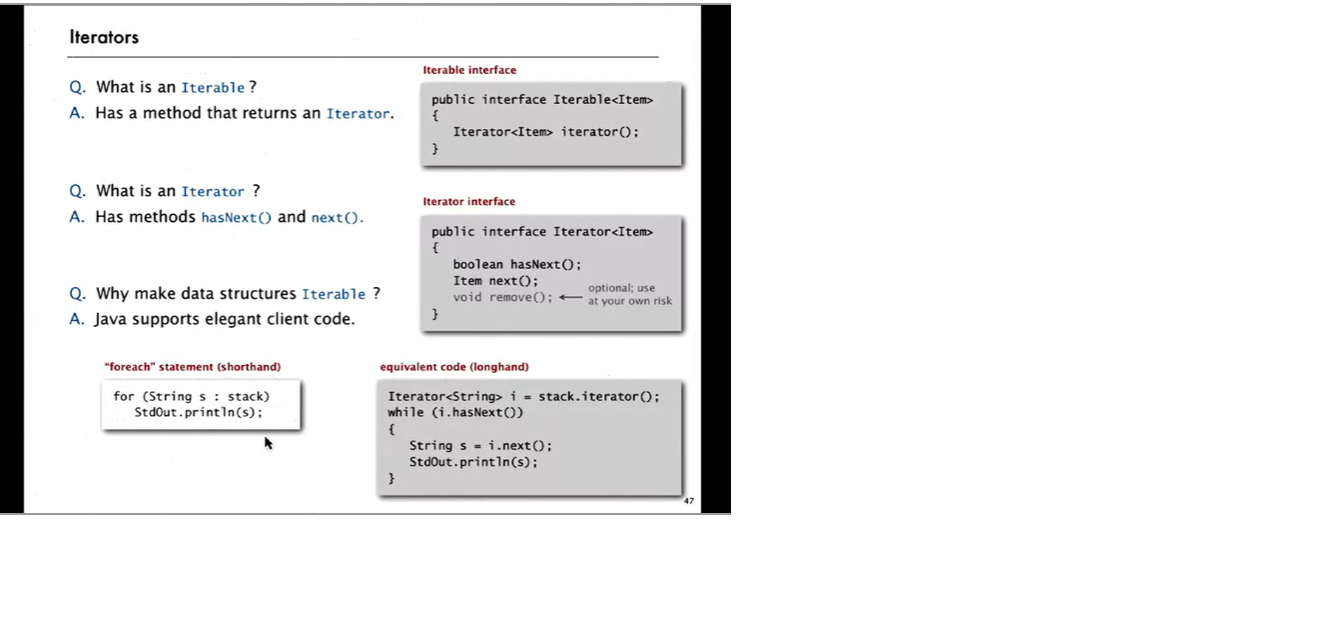 Iterators
Q. What is an Iterable ?
A. Has a method that returns an Iterator.
Iterable interface
public interface Iterable<Item>
{
Iterator<Item> iterator();
}
Q. What is an Iterator ?
A. Has methods hasNext() and next().
Iterator interface
public interface Iterator<Item>
{
boolean hasNext();
Item next();
void remove();
optional; use
at your own risk
}
Q. Why make data structures Iterable ?
A. Java supports elegant client code.
"foreach" statement (shorthand)
for (String s : stack)
StdOut.println(s);
equivalent code (longhand)
Iterator<String> i = stack.iterator();
while (i.hasNext())
{
String s = i.next();
StdOut.println(s);
}
47